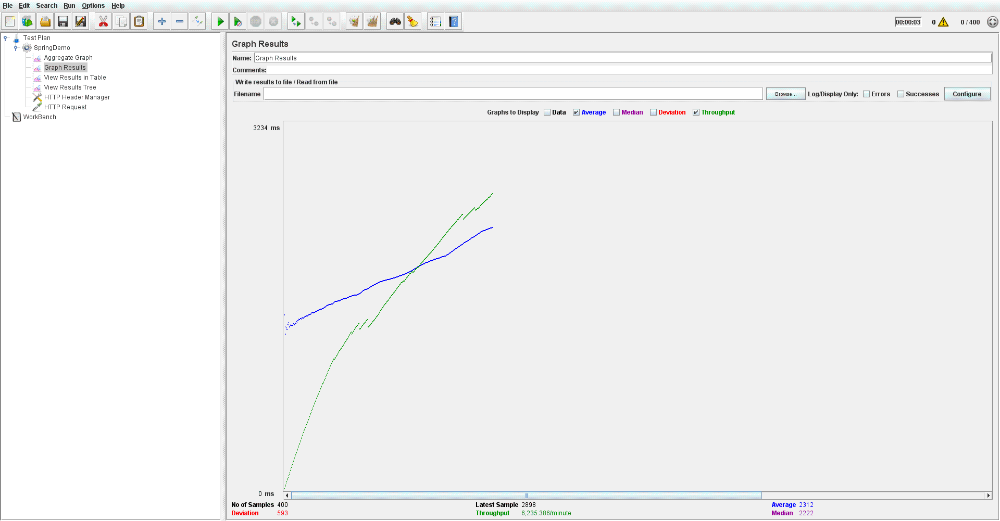 File Edit Search Run Options Help
00:00:03 0 0 / 400
Test Plan
SpringDemo
Aggregate Graph
Graph Results
View Results in Table
View Results Tree
HTTP Header Manager
HTTP Request
WorkBench
Graph Results
Name: Graph Results
Comments:
Write results to file / Read from file
Filename Browse... Log/Display Only: Errors Successes Configure
Graphs to Display Data Average Median Deviation Throughput
3234 ms
0 ms
No of Samples 400 Latest Sample 2898 Average 2312
Deviation 593 Throughput 6,235.386/minute Median 2222